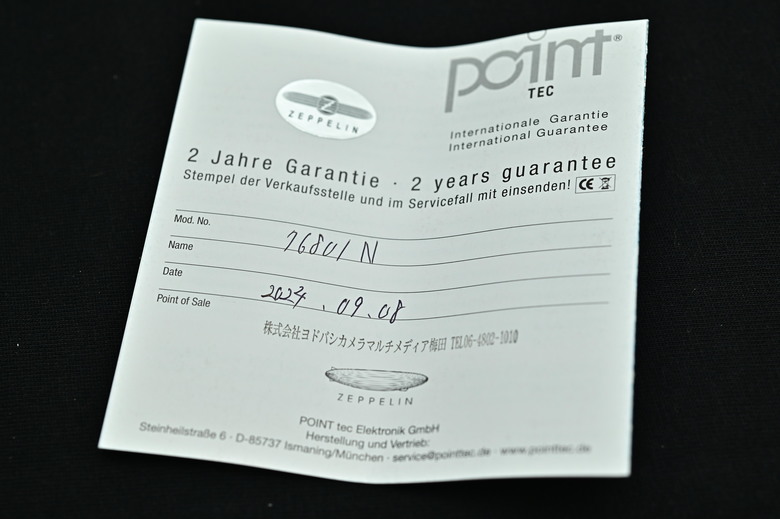 point®
TEC
ZEPPELIN
Internationale Garantie
International Guarantee
2 Jahre Garantie · 2 years guarantee
Stempel der Verkaufsstelle und im Servicefall mit einsenden! CE
Mod. No.
7680/N
Name
Date
2024.09.08
Point of Sale
株式会社ヨドバシカメラマルチメディア梅田 TEL06-4802-1010
ZEPPELIN
POINT tec Elektronik GmbH
Herstellung und Vertrieb:
Steinheilstraße 6 · D-85737 Ismaning/München · service@pointtec.de · www.pointtec.de